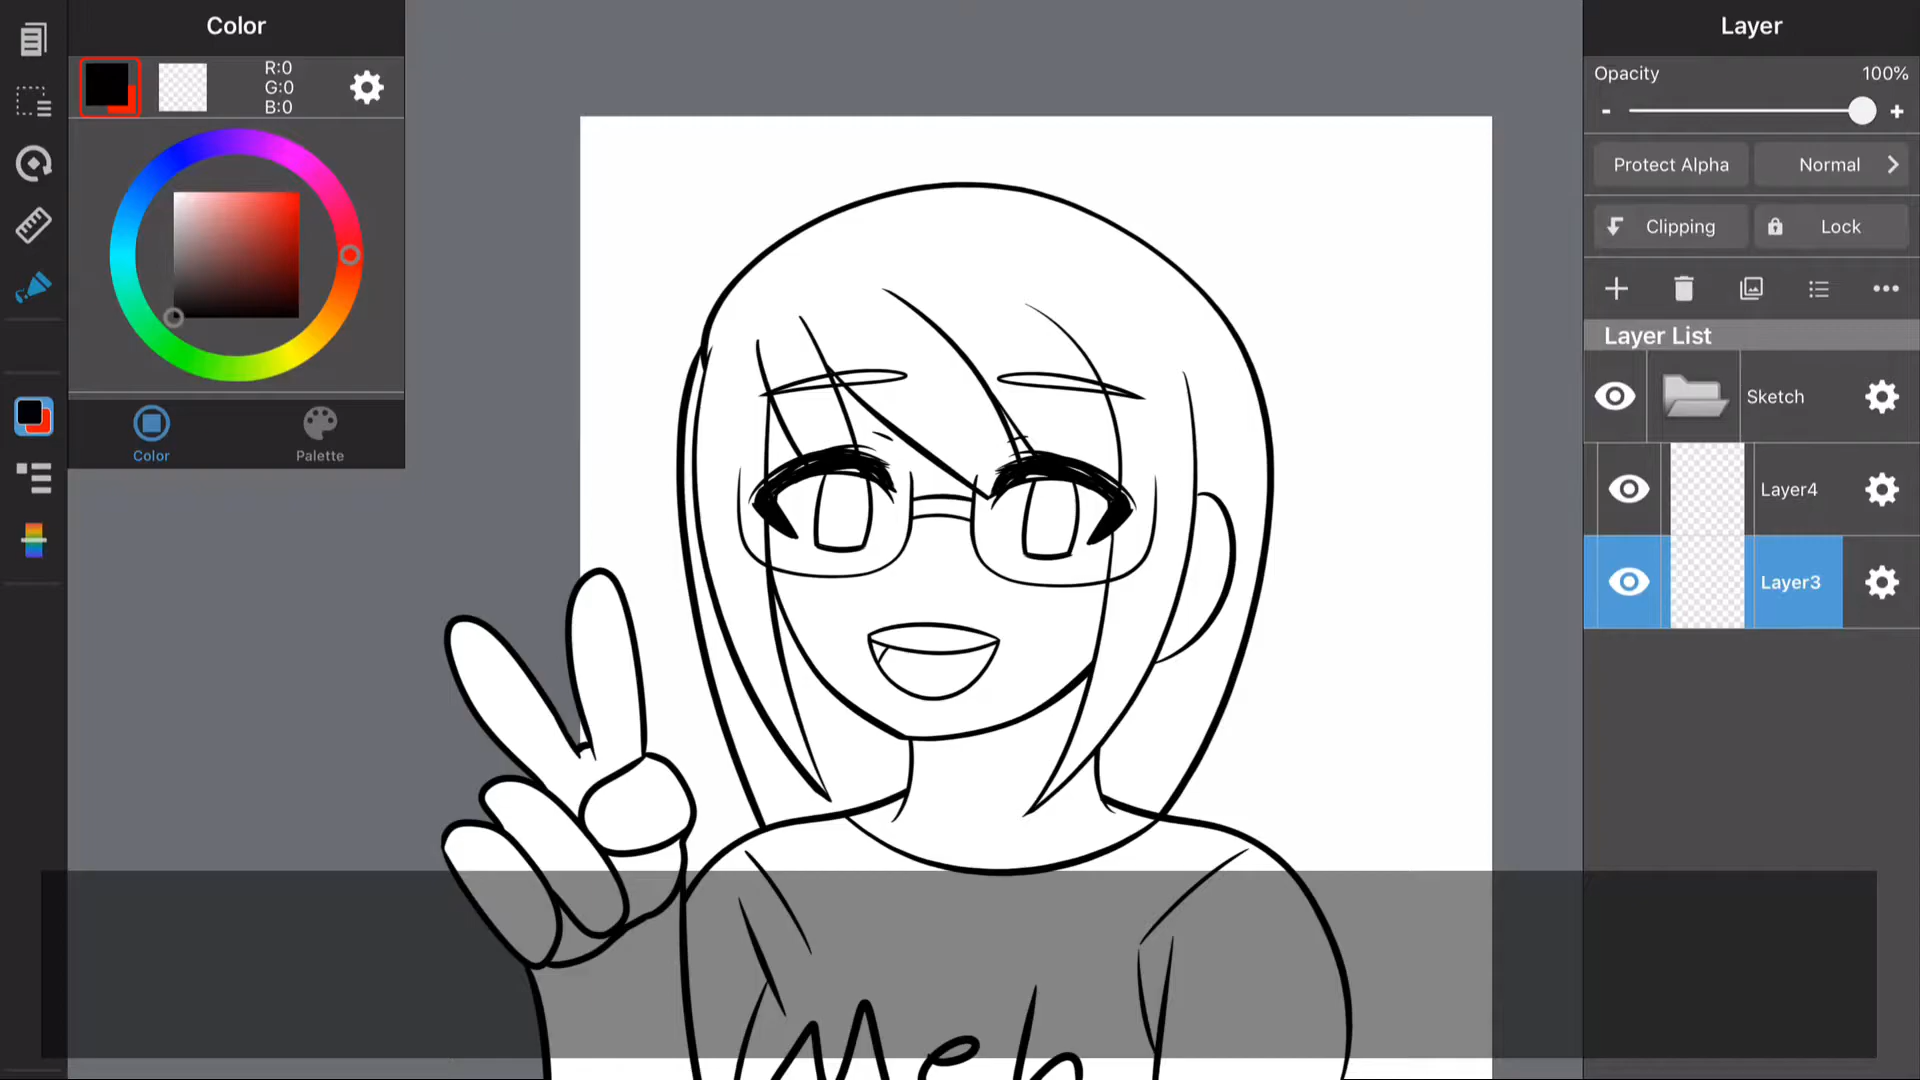 Color
R:0
G:0
B:0
Color
Palette
Layer
Opacity 100%
- +
Protect Alpha
Normal
Clipping
Lock
Layer List
Sketch
Layer4
Layer3
Meh